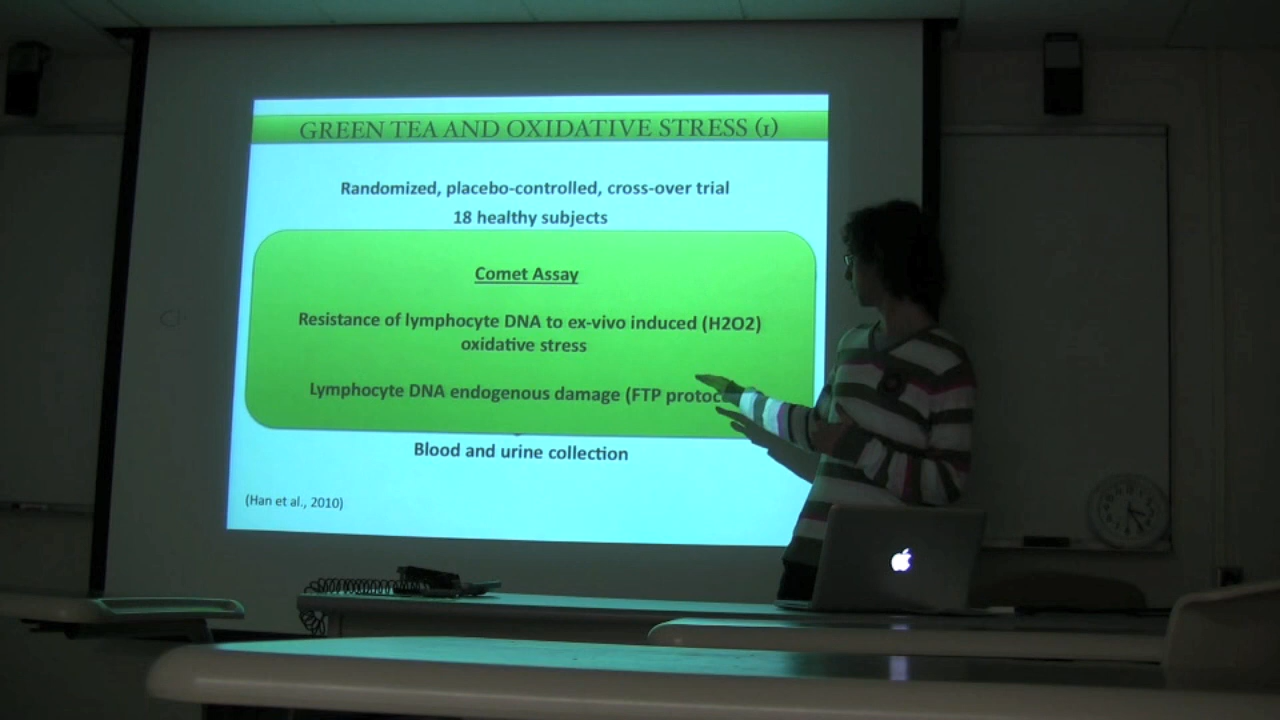 GREEN TEA AND OXIDATIVE STRESS (1)
Randomized, placebo-controlled, cross-over trial
18 healthy subjects
Comet Assay
Resistance of lymphocyte DNA to ex-vivo induced (H2O2)
oxidative stress
Lymphocyte DNA endogenous damage (FTP protoc
Blood and urine collection
(Han et al., 2010)